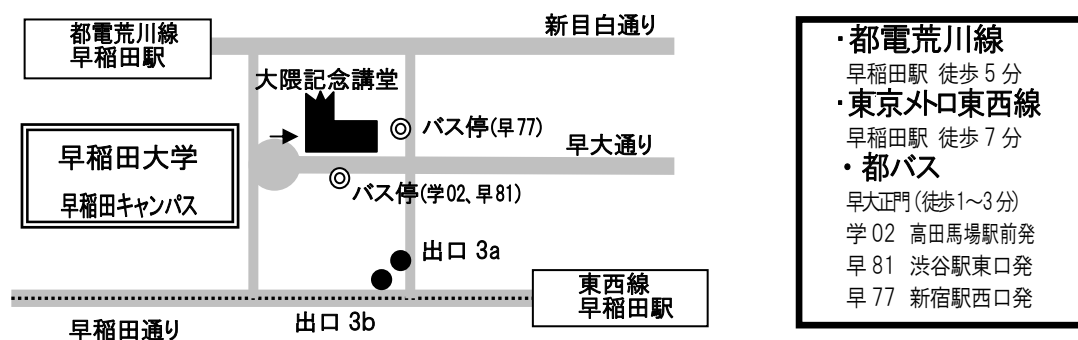 都電荒川線
早稲田駅
新目白通り
大隈記念講堂
バス停(早77)
早稲田大学
早稲田キャンパス
早大通り
バス停(学02、早81)
出口 3a
東西線
早稲田駅
出口 3b
早稲田通り
・都電荒川線
早稲田駅 徒歩 5 分
・東京メトロ東西線
早稲田駅 徒歩 7 分
・都バス
早大正門(徒歩1～3分)
学 02 高田馬場駅前発
早 81 渋谷駅東口発
早 77 新宿駅西口発